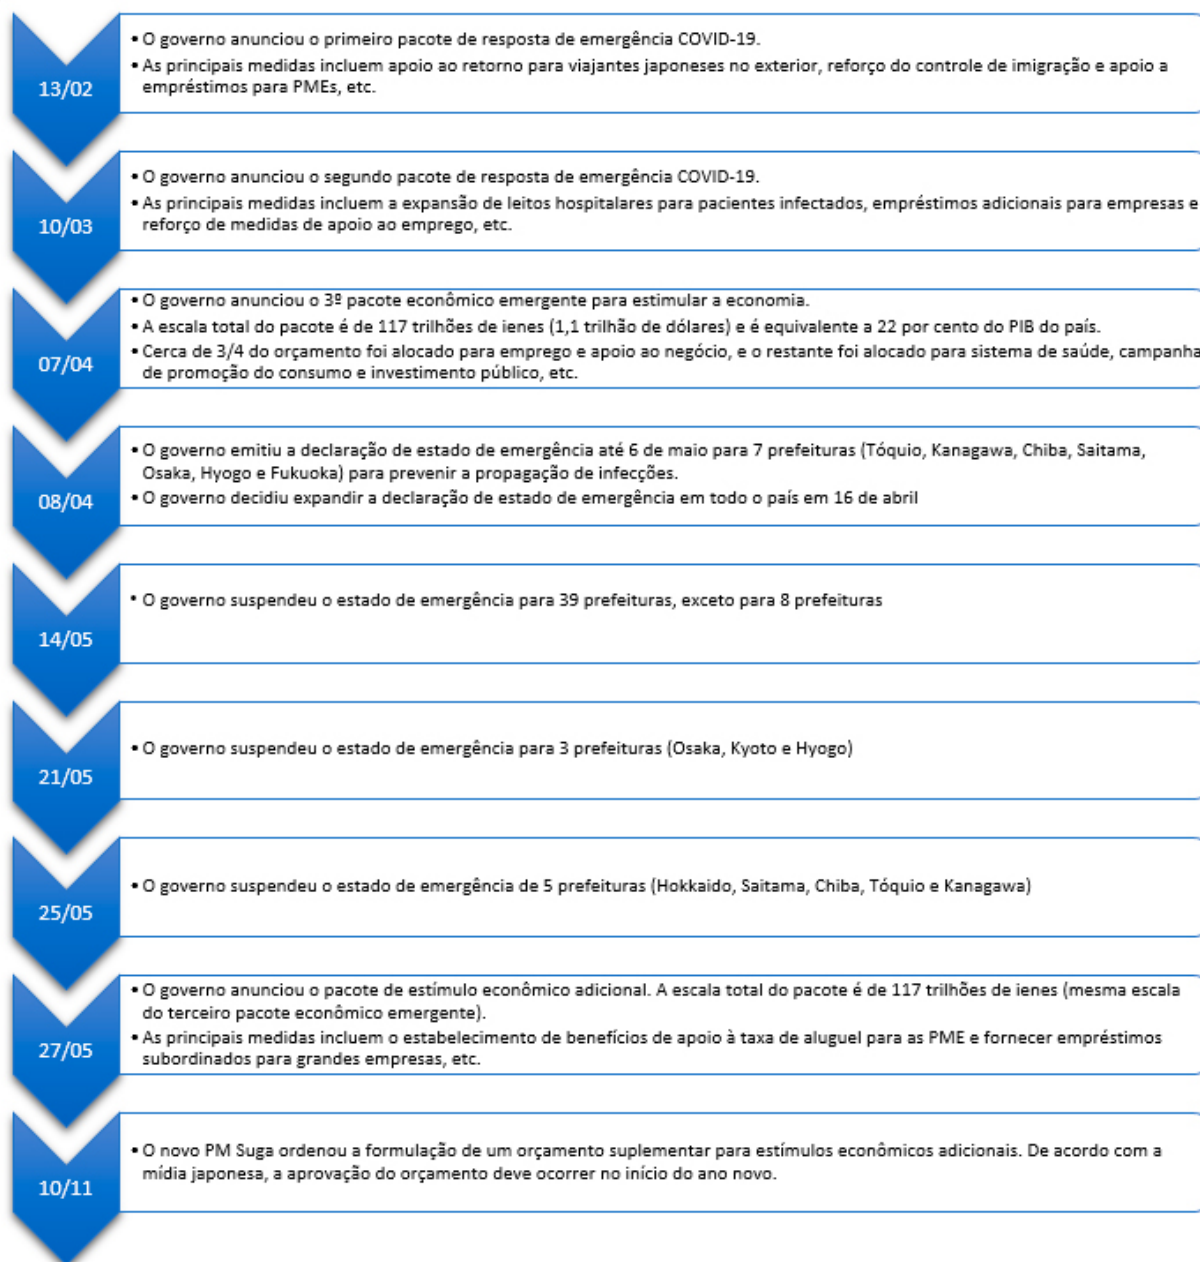 13/02
• O governo anunciou o primeiro pacote de resposta de emergência COVID-19.
• As principais medidas incluem apoio ao retorno para viajantes japoneses no exterior, reforço do controle de imigração e apoio a
empréstimos para PMEs, etc.
10/03
• O governo anunciou o segundo pacote de resposta de emergência COVID-19.
• As principais medidas incluem a expansão de leitos hospitalares para pacientes infectados, empréstimos adicionais para empresas e
reforço de medidas de apoio ao emprego, etc.
07/04
• O governo anunciou o 3º pacote econômico emergente para estimular a economia.
• A escala total do pacote é de 117 trilhões de ienes (1,1 trilhão de dólares) e é equivalente a 22 por cento do PIB do país.
• Cerca de 3/4 do orçamento foi alocado para emprego e apoio ao negócio, e o restante foi alocado para sistema de saúde, campanha
de promoção do consumo e investimento público, etc.
08/04
• O governo emitiu a declaração de estado de emergência até 6 de maio para 7 prefeituras (Tóquio, Kanagawa, Chiba, Saitama,
Osaka, Hyogo e Fukuoka) para prevenir a propagação de infecções.
• O governo decidiu expandir a declaração de estado de emergência em todo o país em 16 de abril
14/05
• O governo suspendeu o estado de emergência para 39 prefeituras, exceto para 8 prefeituras
21/05
• O governo suspendeu o estado de emergência para 3 prefeituras (Osaka, Kyoto e Hyogo)
25/05
• O governo suspendeu o estado de emergência de 5 prefeituras (Hokkaido, Saitama, Chiba, Tóquio e Kanagawa)
27/05
• O governo anunciou o pacote de estímulo econômico adicional. A escala total do pacote é de 117 trilhões de ienes (mesma escala
do terceiro pacote econômico emergente).
• As principais medidas incluem o estabelecimento de benefícios de apoio à taxa de aluguel para as PME e fornecer empréstimos
subordinados para grandes empresas, etc.
10/11
• O novo PM Suga ordenou a formulação de um orçamento suplementar para estímulos econômicos adicionais. De acordo com a
mídia japonesa, a aprovação do orçamento deve ocorrer no início do ano novo.